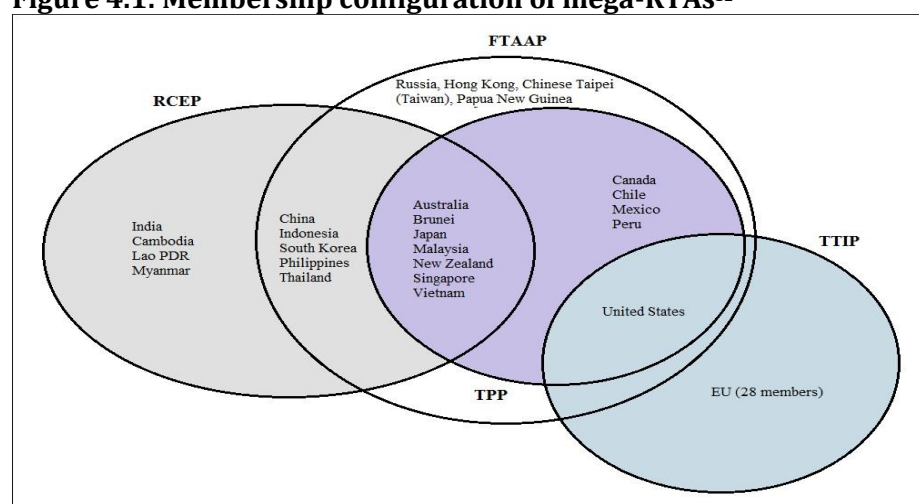 Figure 4.1: Membership configuration of mega-RTAs
FTAAP
Russia, Hong Kong, Chinese Taipei
(Taiwan), Papua New Guinea
RCEP
India
Cambodia
Lao PDR
Myanmar
China
Indonesia
South Korea
Philippines
Thailand
Australia
Brunei
Japan
Malaysia
New Zealand
Singapore
Vietnam
Canada
Chile
Mexico
Peru
TTIP
United States
TPP
EU (28 members)